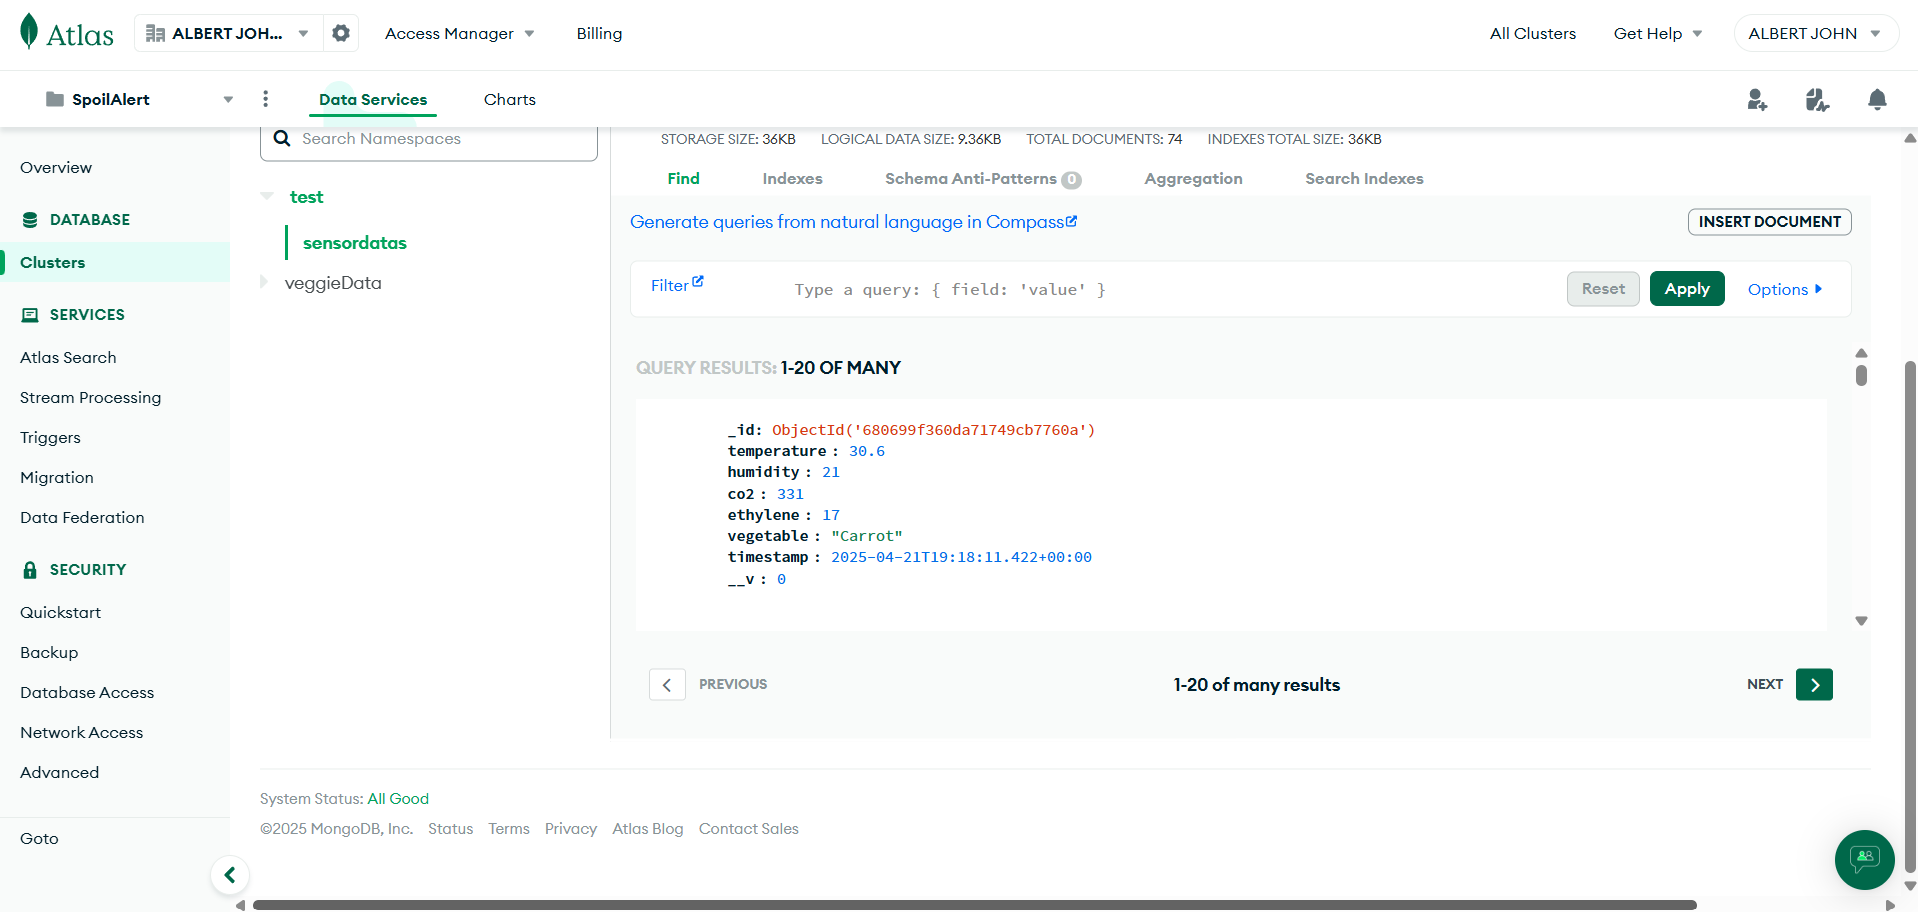 Atlas
ALBERT JOH...
Access Manager
Billing
All Clusters
Get Help
ALBERT JOHN
SpoilAlert
Data Services
Charts
Overview
DATABASE
Clusters
SERVICES
Atlas Search
Stream Processing
Triggers
Migration
Data Federation
SECURITY
Quickstart
Backup
Database Access
Network Access
Advanced
Goto
Search Namespaces
test
sensordatas
veggieData
STORAGE SIZE: 36KB LOGICAL DATA SIZE: 9.36KB TOTAL DOCUMENTS: 74 INDEXES TOTAL SIZE: 36KB
Find Indexes Schema Anti-Patterns 0 Aggregation Search Indexes
Generate queries from natural language in Compass
INSERT DOCUMENT
Filter
Type a query: { field: 'value' }
Reset
Apply
Options
QUERY RESULTS: 1-20 OF MANY
_id: ObjectId('680699f360da71749cb7760a')
temperature : 30.6
humidity : 21
co2 : 331
ethylene : 17
vegetable : "Carrot"
timestamp : 2025-04-21T19:18:11.422+00:00
__v : 0
PREVIOUS
1-20 of many results
NEXT
System Status: All Good
©2025 MongoDB, Inc. Status Terms Privacy Atlas Blog Contact Sales